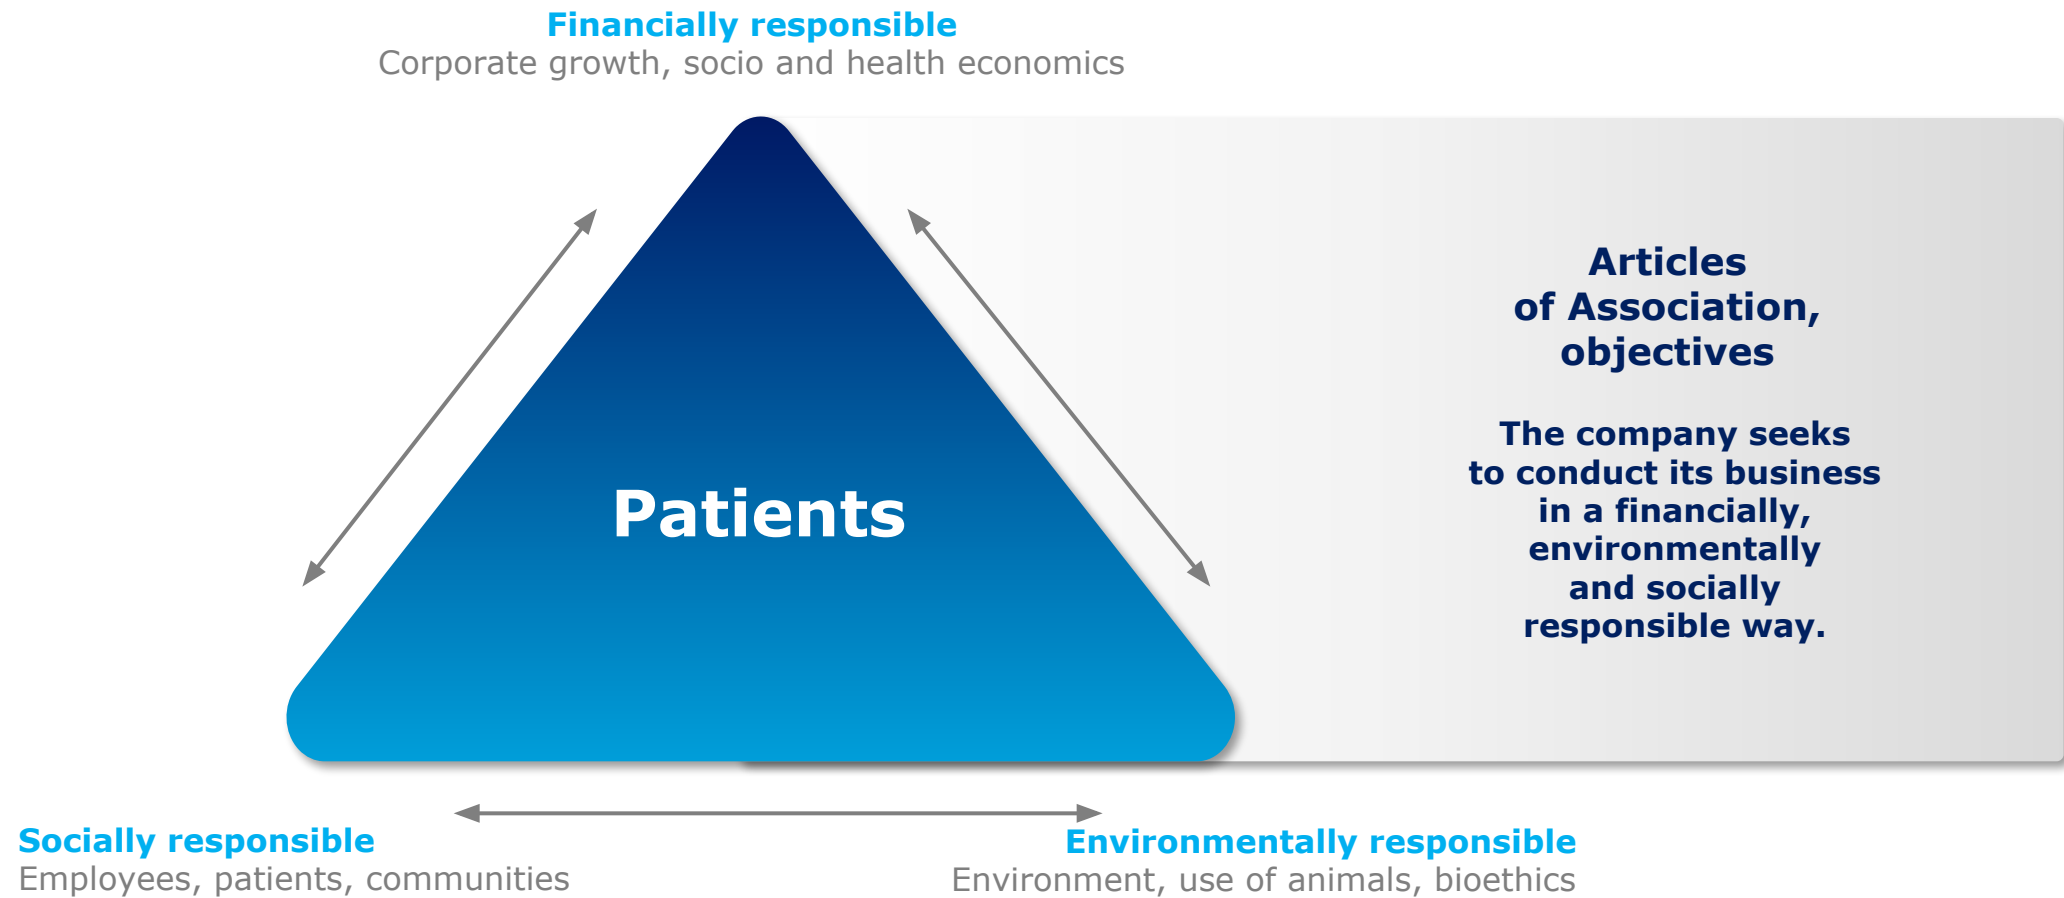 Financially responsible
Corporate growth, socio and health economics
Patients
Articles
of Association,
objectives
The company seeks
to conduct its business
in a financially,
environmentally
and socially
responsible way.
Socially responsible
Employees, patients, communities
Environmentally responsible
Environment, use of animals, bioethics